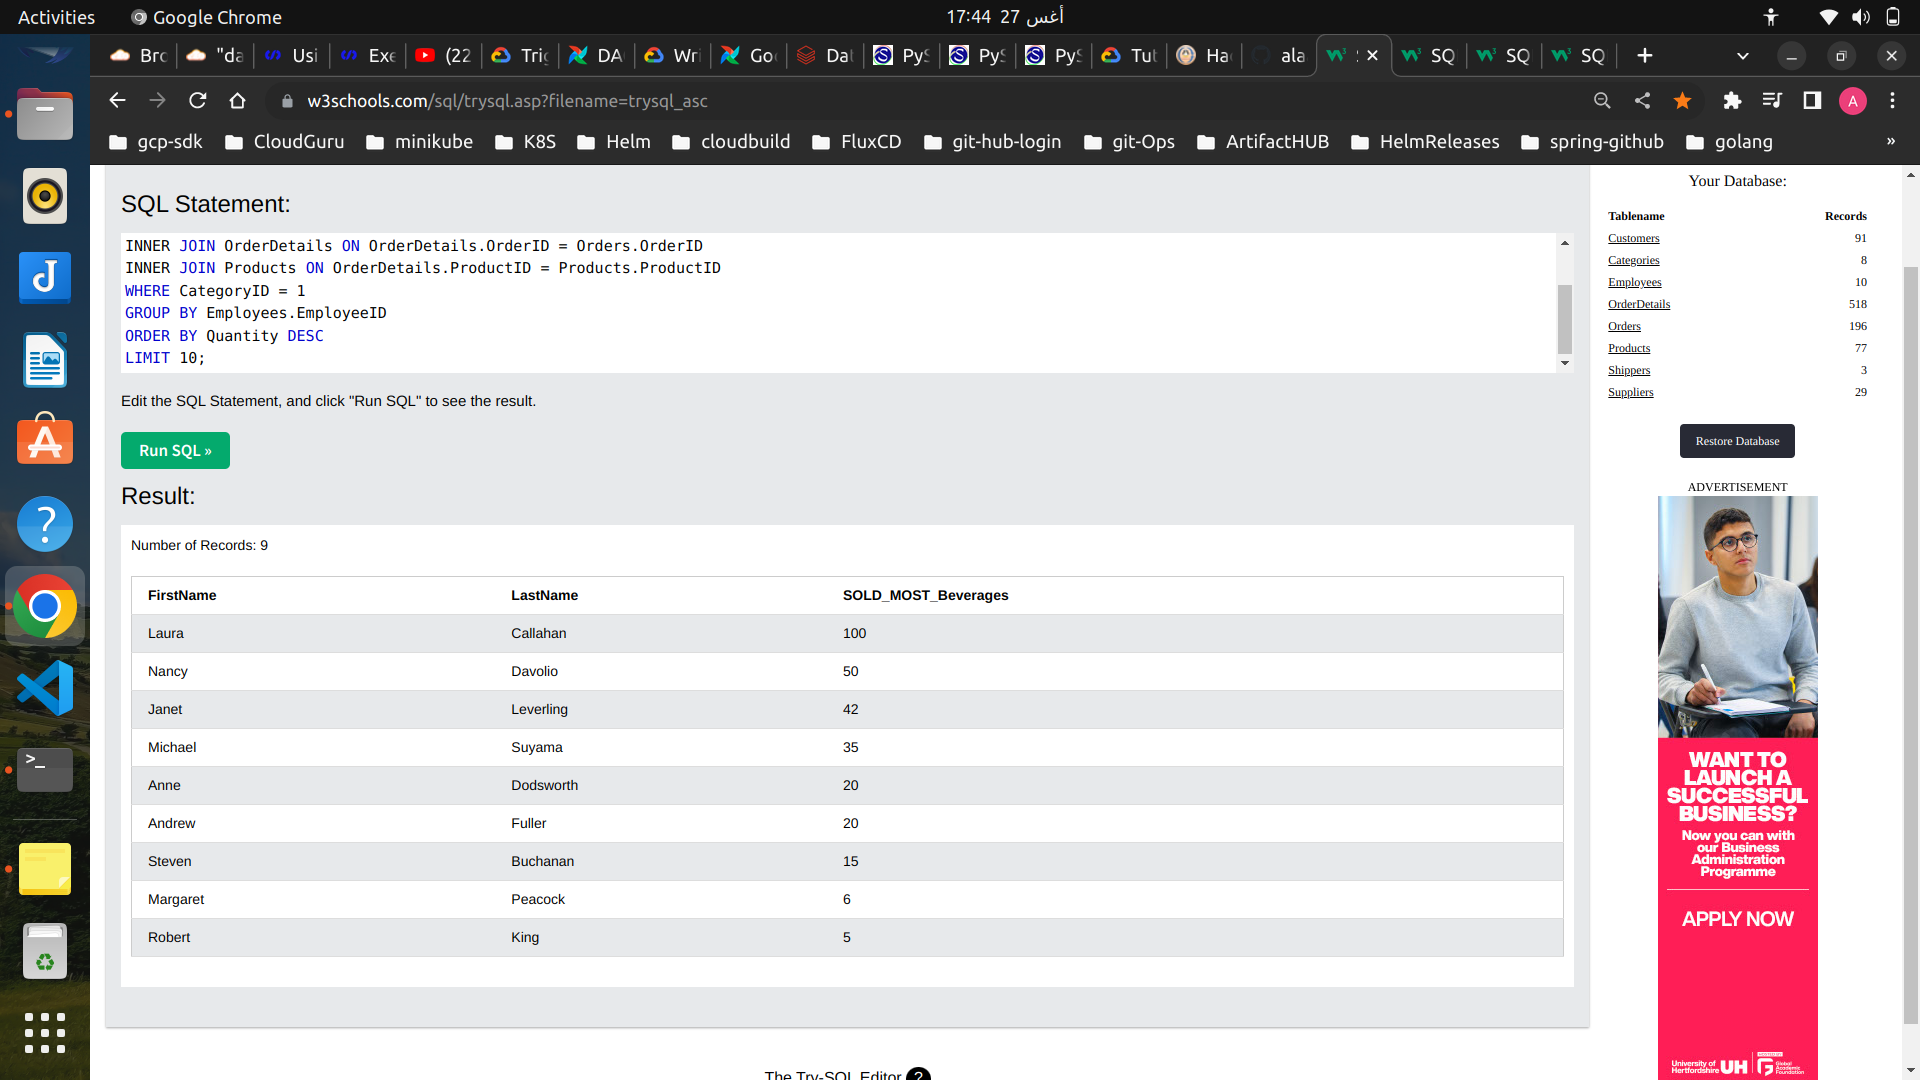 Activities
Google Chrome
17:44 27 أغس
Bro
"da
Usi
Exe
(22
Trig
DA
Wri
Go
Dat
PyS
PyS
PyS
Tut
Ha
ala
SQ
SQ
SQ
w3schools.com/sql/trysql.asp?filename=trysql_asc
A
gcp-sdk
CloudGuru
minikube
K8S
Helm
cloudbuild
FluxCD
git-hub-login
git-Ops
ArtifactHUB
HelmReleases
spring-github
golang
»
SQL Statement:
INNER JOIN OrderDetails ON OrderDetails.OrderID = Orders.OrderID
INNER JOIN Products ON OrderDetails.ProductID = Products.ProductID
WHERE CategoryID = 1
GROUP BY Employees.EmployeeID
ORDER BY Quantity DESC
LIMIT 10;
Edit the SQL Statement, and click "Run SQL" to see the result.
Run SQL »
Result:
Number of Records: 9
FirstName LastName SOLD_MOST_Beverages
Laura Callahan 100
Nancy Davolio 50
Janet Leverling 42
Michael Suyama 35
Anne Dodsworth 20
Andrew Fuller 20
Steven Buchanan 15
Margaret Peacock 6
Robert King 5
The Try-SQL Editor ?
Your Database:
Tablename Records
Customers 91
Categories 8
Employees 10
OrderDetails 518
Orders 196
Products 77
Shippers 3
Suppliers 29
Restore Database
ADVERTISEMENT
WANT TO
LAUNCH A
SUCCESSFUL
BUSINESS?
Now you can with
our Business
Administration
Programme
APPLY NOW
University of
Hertfordshire UH
Global
Academic
Foundation